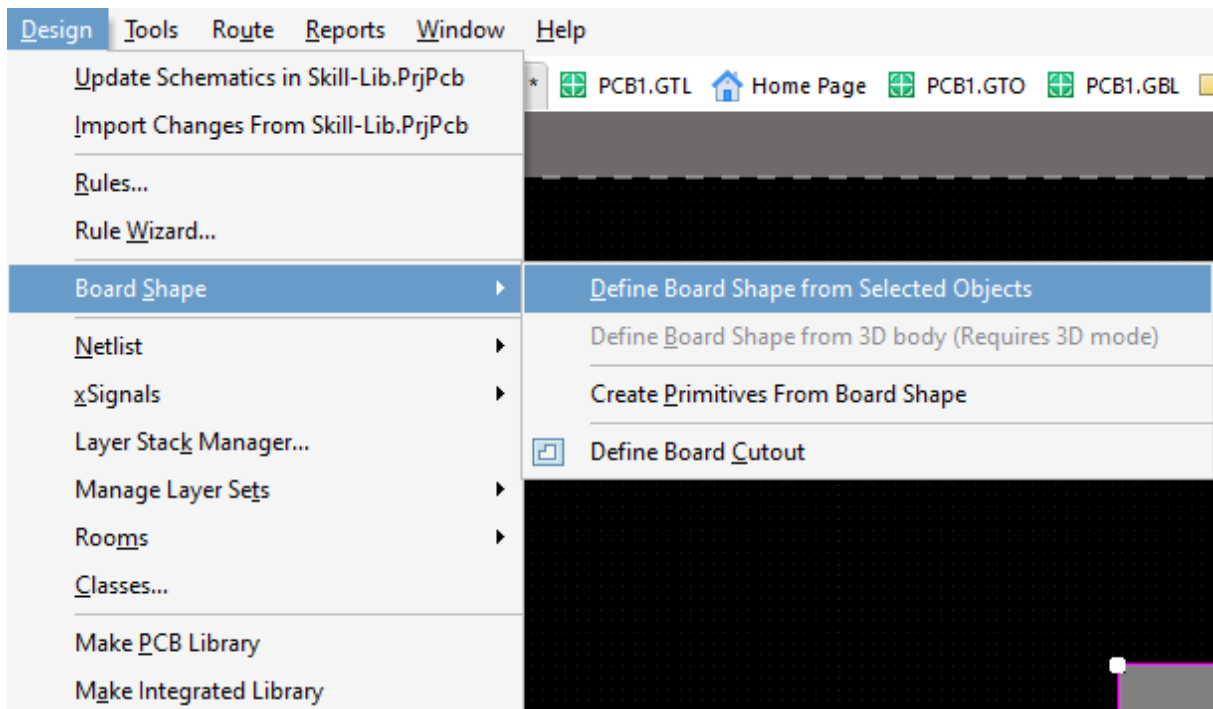 Design Tools Route Reports Window Help
Update Schematics in Skill-Lib.PrjPcb
* PCB1.GTL Home Page PCB1.GTO PCB1.GBL
Import Changes From Skill-Lib.PrjPcb
Rules...
Rule Wizard...
Board Shape
Define Board Shape from Selected Objects
Define Board Shape from 3D body (Requires 3D mode)
Netlist
xSignals
Create Primitives From Board Shape
Layer Stack Manager...
Define Board Cutout
Manage Layer Sets
Rooms
Classes...
Make PCB Library
Make Integrated Library